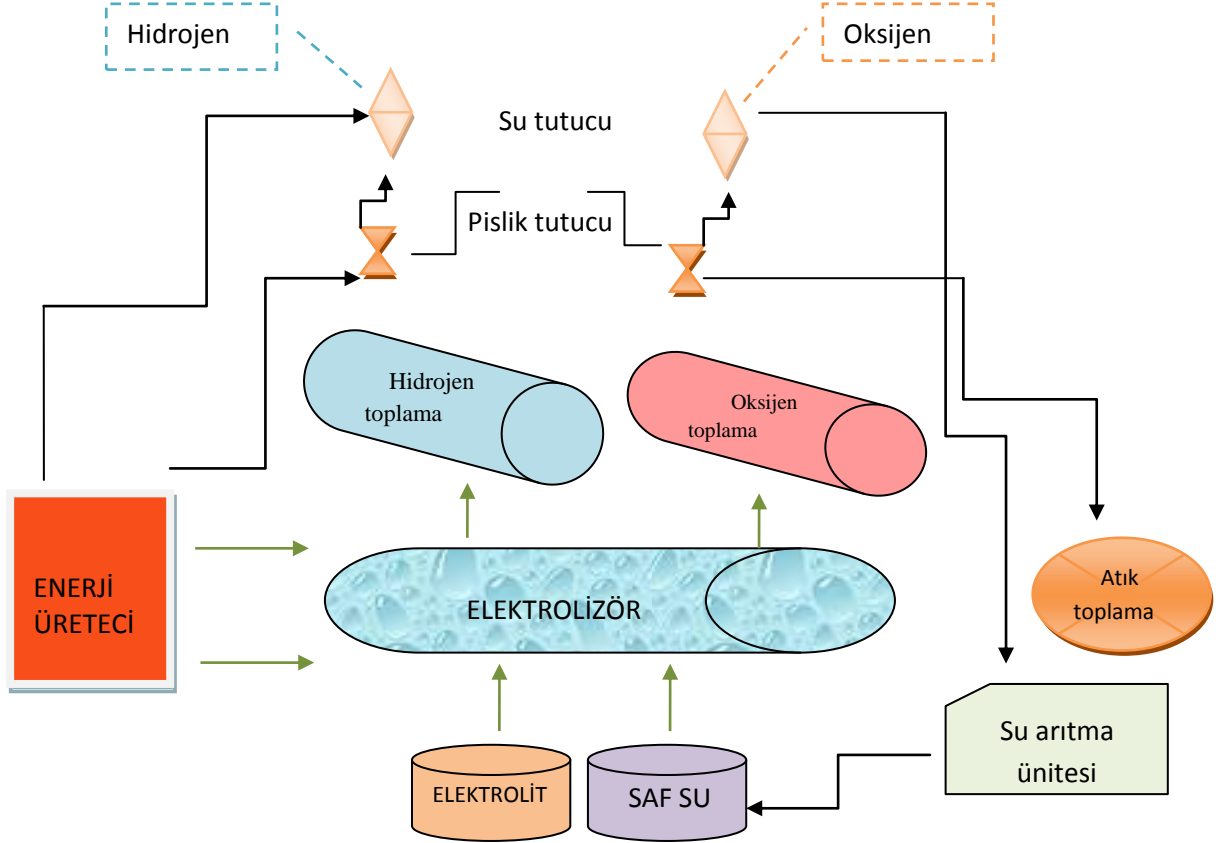 Hidrojen
Oksijen
Su tutucu
Pislik tutucu
Hidrojen
toplama
Oksijen
toplama
ENERJİ
ÜRETECİ
ELEKTROLİZÖR
Atık
toplama
Su arıtma
ünitesi
ELEKTROLİT
SAF SU